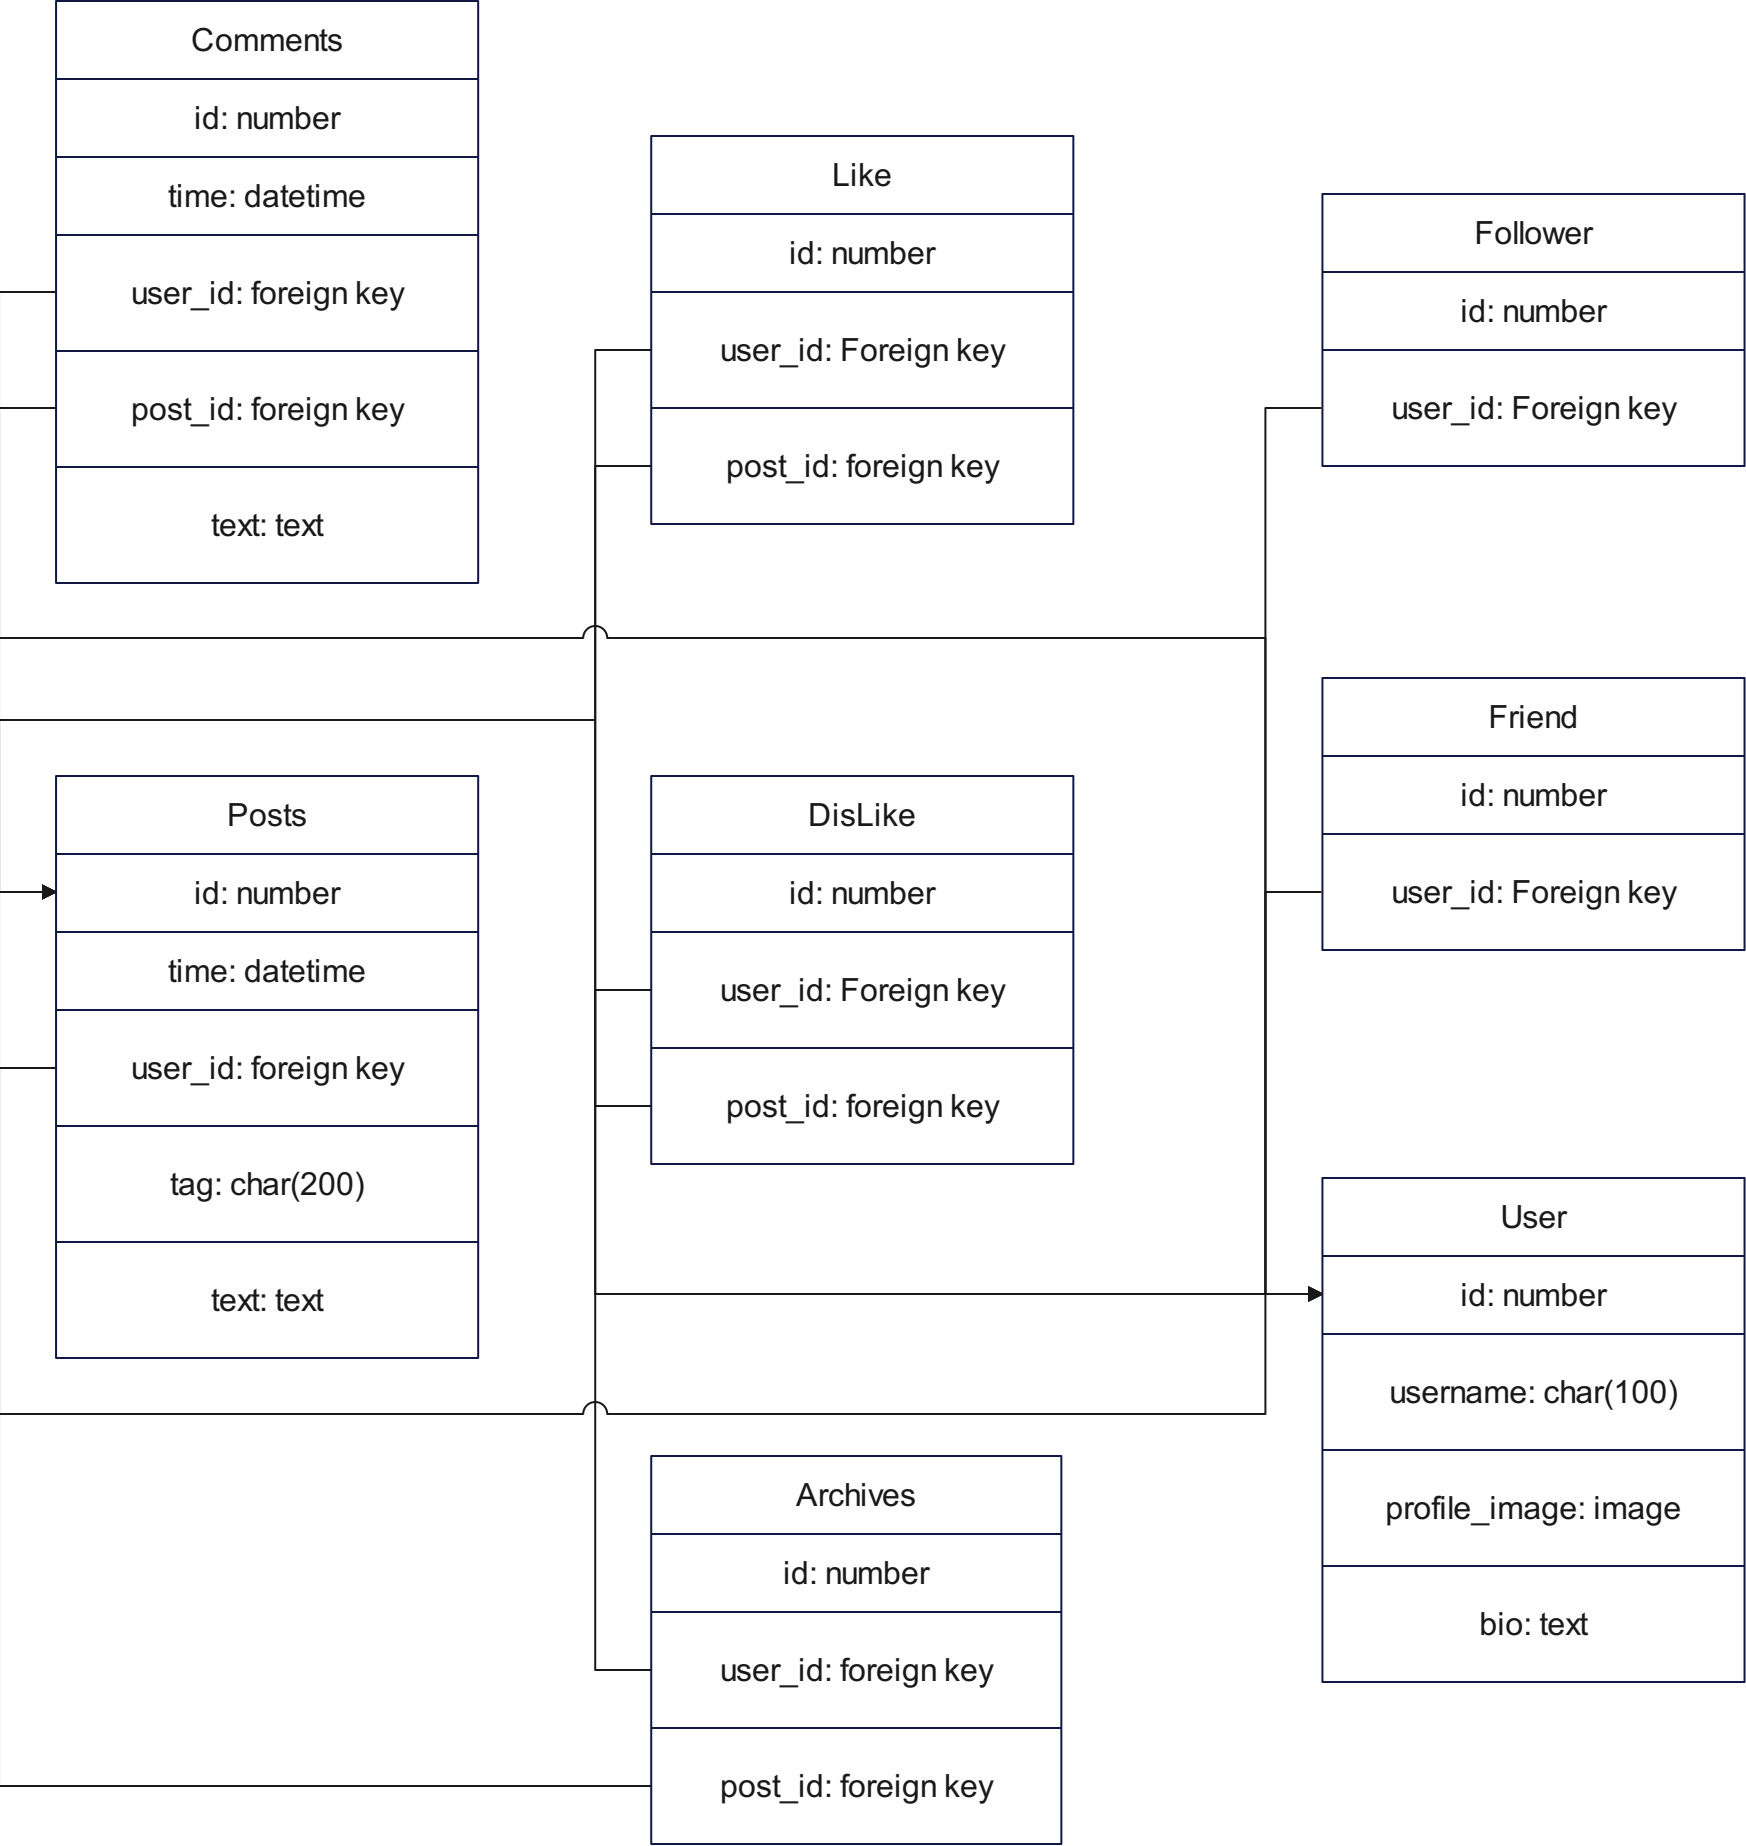 Comments
id: number
time: datetime
user_id: foreign key
post_id: foreign key
text: text
Like
id: number
user_id: Foreign key
post_id: foreign key
Follower
id: number
user_id: Foreign key
Friend
id: number
user_id: Foreign key
Posts
id: number
time: datetime
user_id: foreign key
tag: char(200)
text: text
DisLike
id: number
user_id: Foreign key
post_id: foreign key
User
id: number
username: char(100)
profile_image: image
bio: text
Archives
id: number
user_id: foreign key
post_id: foreign key